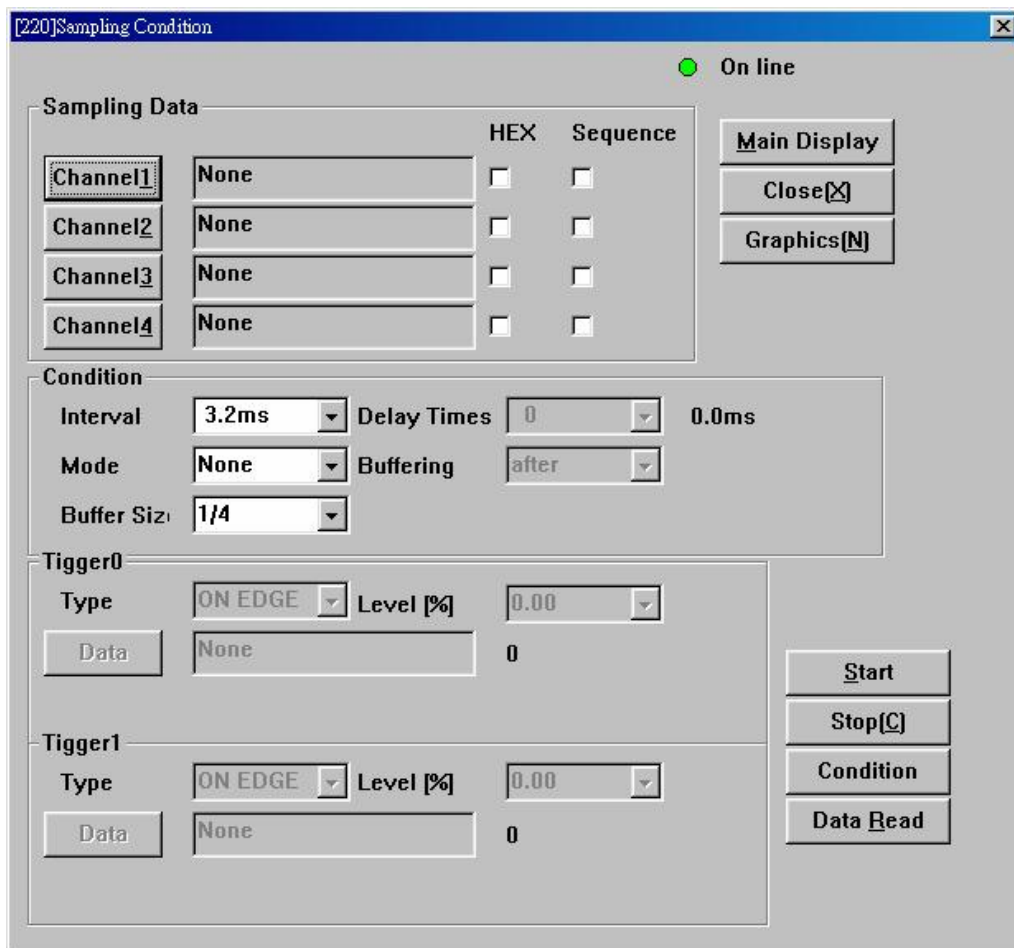 [220]Sampling Condition
On line
Sampling Data
HEX Sequence
Channel1 None
Channel2 None
Channel3 None
Channel4 None
Main Display
Close(X)
Graphics(N)
Condition
Interval 3.2ms Delay Times 0 0.0ms
Mode None Buffering after
Buffer Siz 1/4
Tigger0
Type ON EDGE Level [%] 0.00
Data None 0
Tigger1
Type ON EDGE Level [%] 0.00
Data None 0
Start
Stop(C)
Condition
Data Read